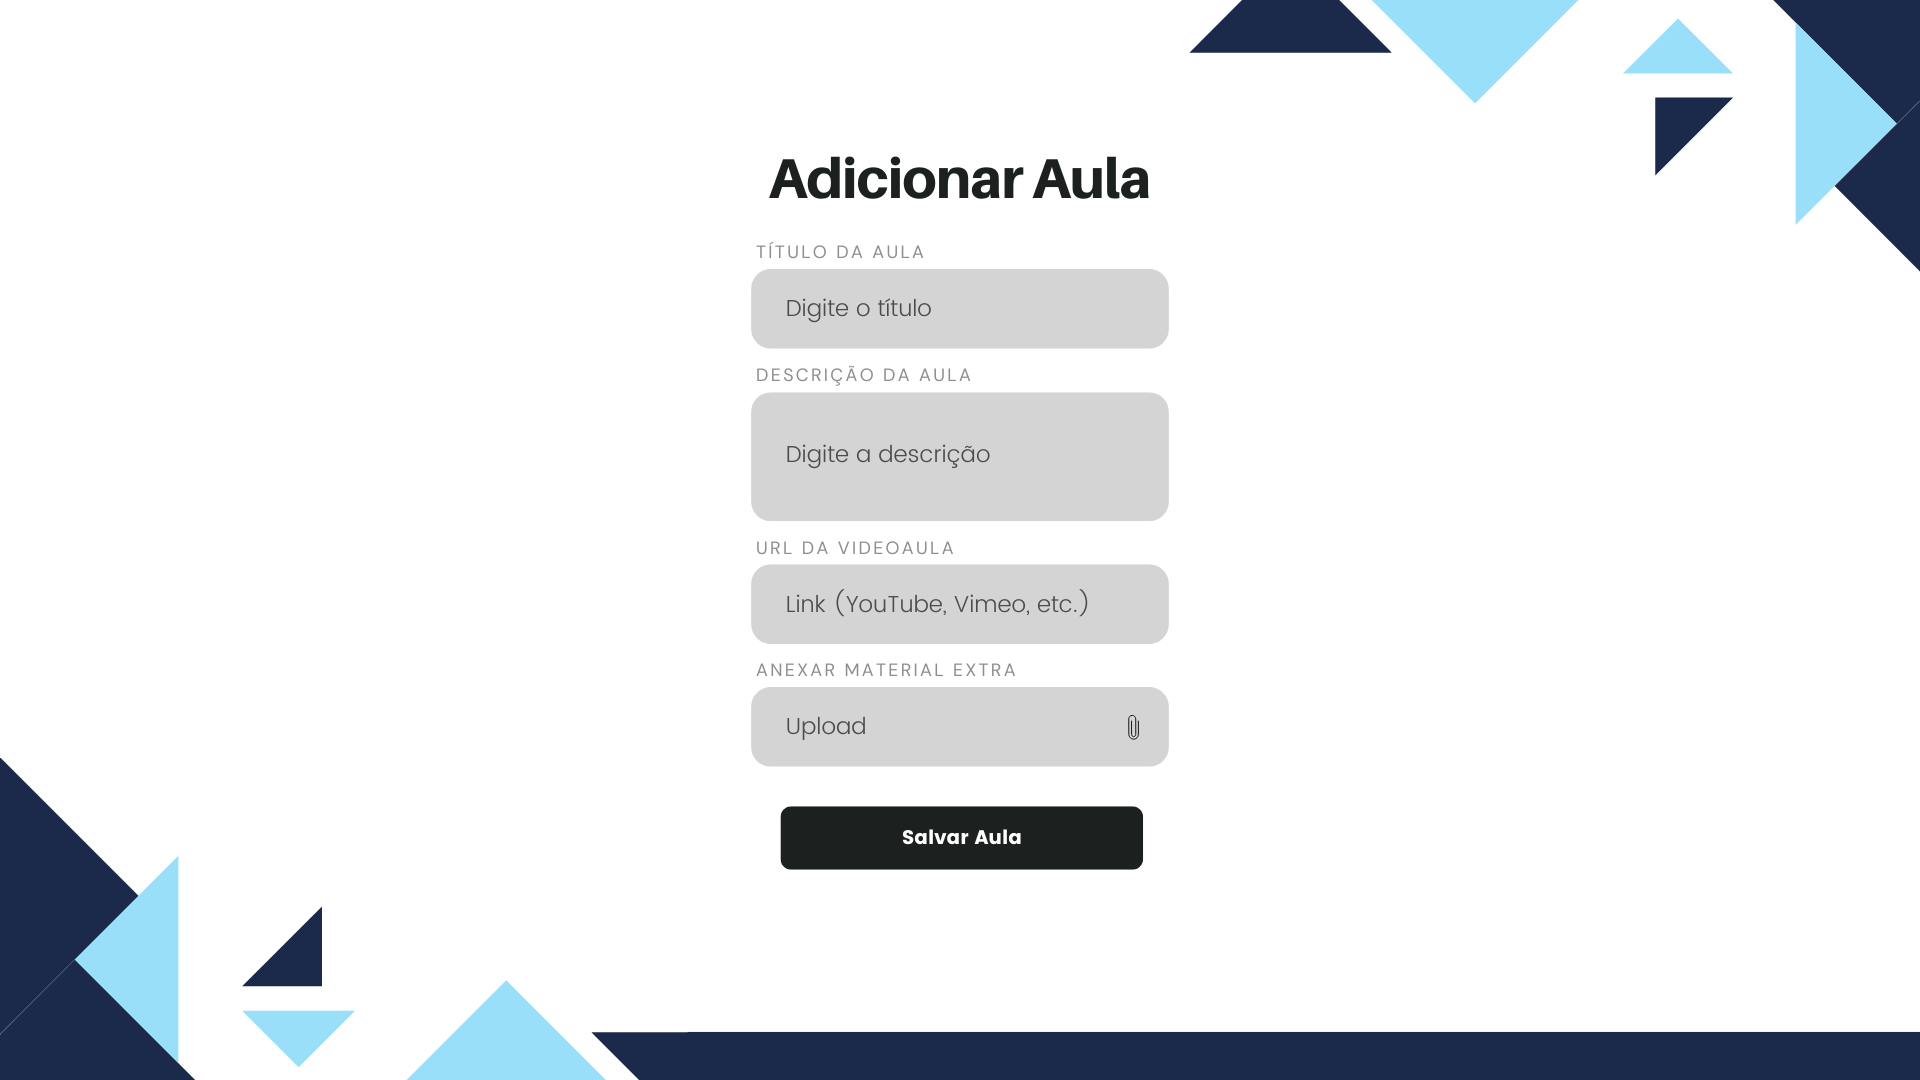 Adicionar Aula
TÍTULO DA AULA
Digite o título
DESCRIÇÃO DA AULA
Digite a descrição
URL DA VIDEOAULA
Link (YouTube, Vimeo, etc.)
ANEXAR MATERIAL EXTRA
Upload
Salvar Aula